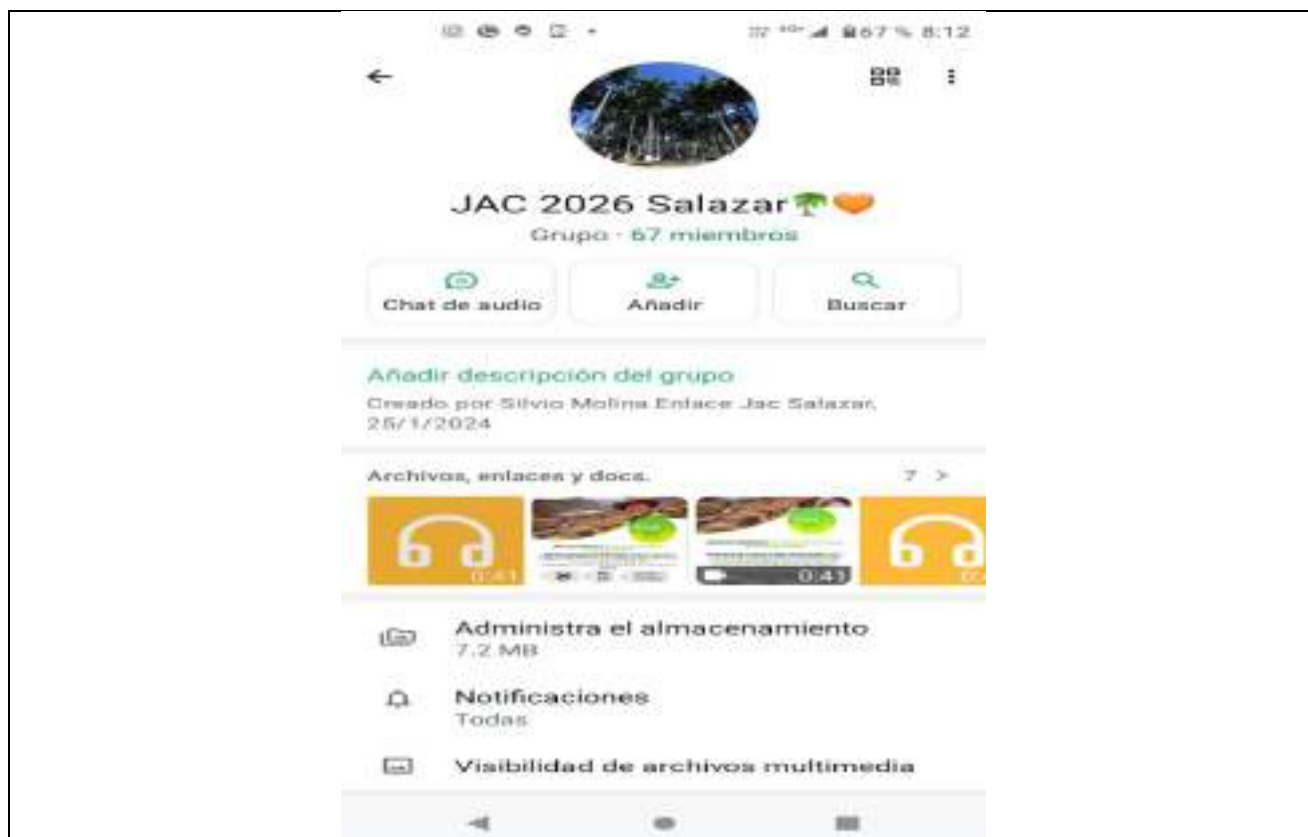 67 % 8:12
JAC 2026 Salazar🌴🧡
Grupo · 67 miembros
Chat de audio
Añadir
Buscar
Añadir descripción del grupo
Creado por Silvio Molina Enlace Jac Salazar,
25/1/2024
Archivos, enlaces y docs.
7 >
0:41
0:41
Administra el almacenamiento
7.2 MB
Notificaciones
Todas
Visibilidad de archivos multimedia